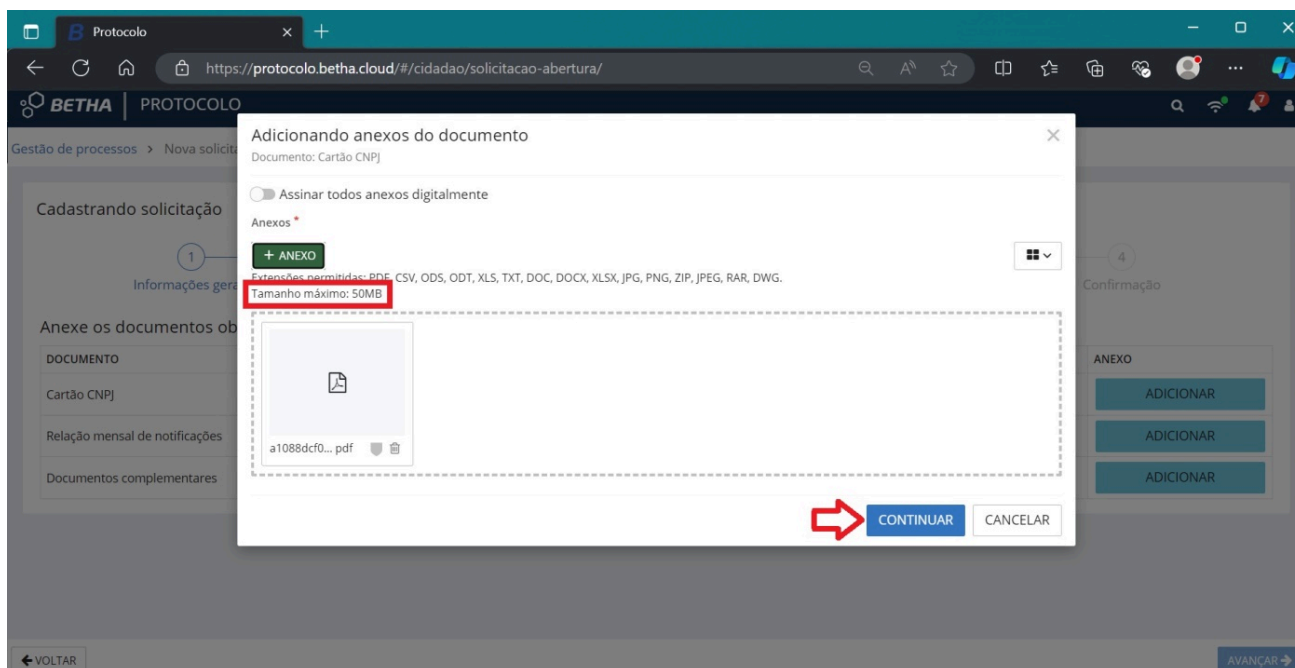 Protocolo
https://protocolo.betha.cloud/#/cidadao/solicitacao-abertura/
BETHA | PROTOCOLO
7
Gestão de processos > Nova solicita
Adicionando anexos do documento
Documento: Cartão CNPJ
Assinar todos anexos digitalmente
Cadastrando solicitação
Anexos *
+ ANEXO
Extensões permitidas: PDF, CSV, ODS, ODT, XLS, TXT, DOC, DOCX, XLSX, JPG, PNG, ZIP, JPEG, RAR, DWG.
Tamanho máximo: 50MB
1
Informações gera
4
Confirmação
Anexe os documentos ob
DOCUMENTO
ANEXO
Cartão CNPJ
ADICIONAR
Relação mensal de notificações
ADICIONAR
Documentos complementares
ADICIONAR
a1088dcf0... pdf
CONTINUAR
CANCELAR
VOLTAR
AVANÇAR